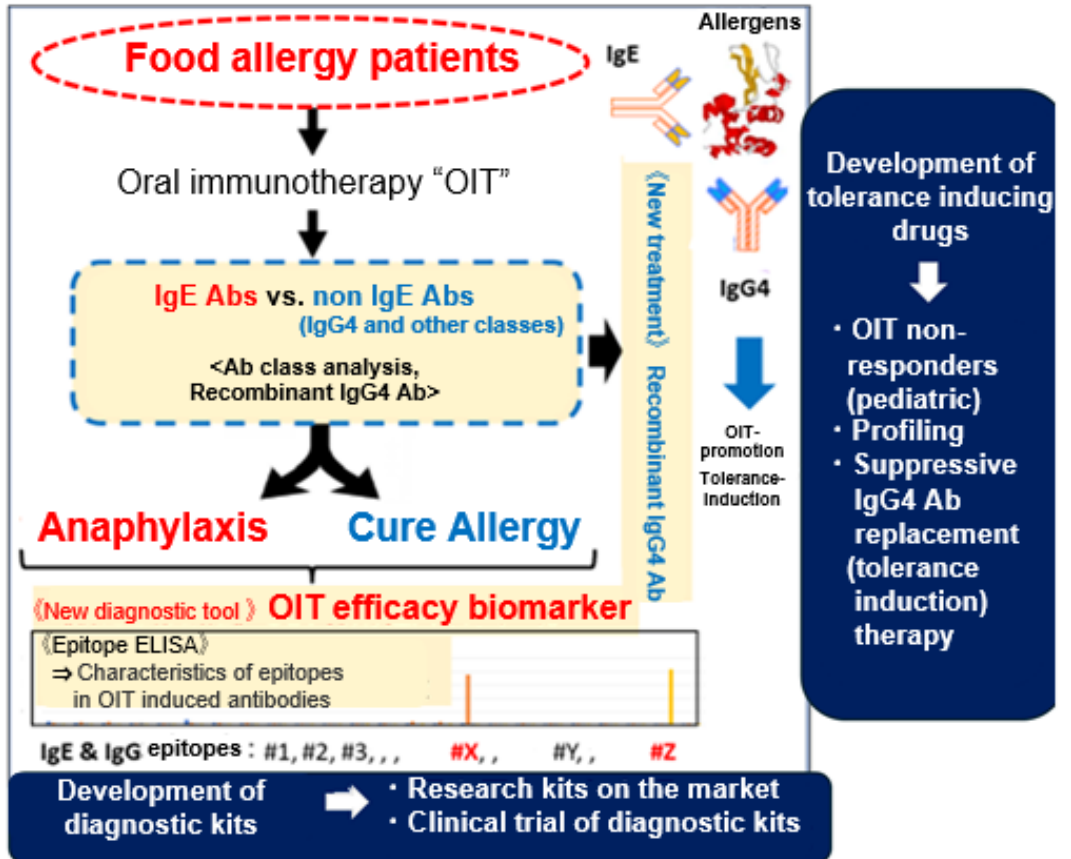 Food allergy patients
Oral immunotherapy “OIT”
IgE Abs vs. non IgE Abs
(IgG4 and other classes)
<Ab class analysis,
Recombinant IgG4 Ab>
Anaphylaxis
Cure Allergy
《New diagnostic tool 》 OIT efficacy biomarker
《Epitope ELISA》
⇒ Characteristics of epitopes
in OIT induced antibodies
IgE & IgG epitopes : #1, #2, #3, , , #X, , #Y, , #Z
Allergens
IgE
《New treatment》 Recombinant IgG4 Ab
IgG4
OIT-
promotion
Tolerance-
Induction
Development of
tolerance inducing
drugs
・OIT non-
responders
(pediatric)
・Profiling
・Suppressive
IgG4 Ab
replacement
(tolerance
induction)
therapy
Development of
diagnostic kits
・Research kits on the market
・Clinical trial of diagnostic kits